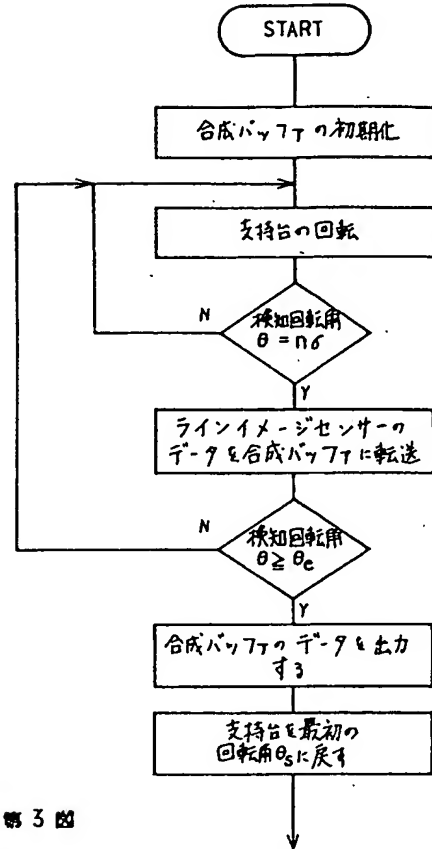 START
合成バッファの初期化
支持台の回転
検知回転角
θ = nσ
N
Y
ラインイメージセンサーの
データを合成バッファに転送
検知回転角
θ ≧ θe
N
Y
合成バッファのデータを出力
する
支持台を最初の
回転角θsに戻す
第 3 図